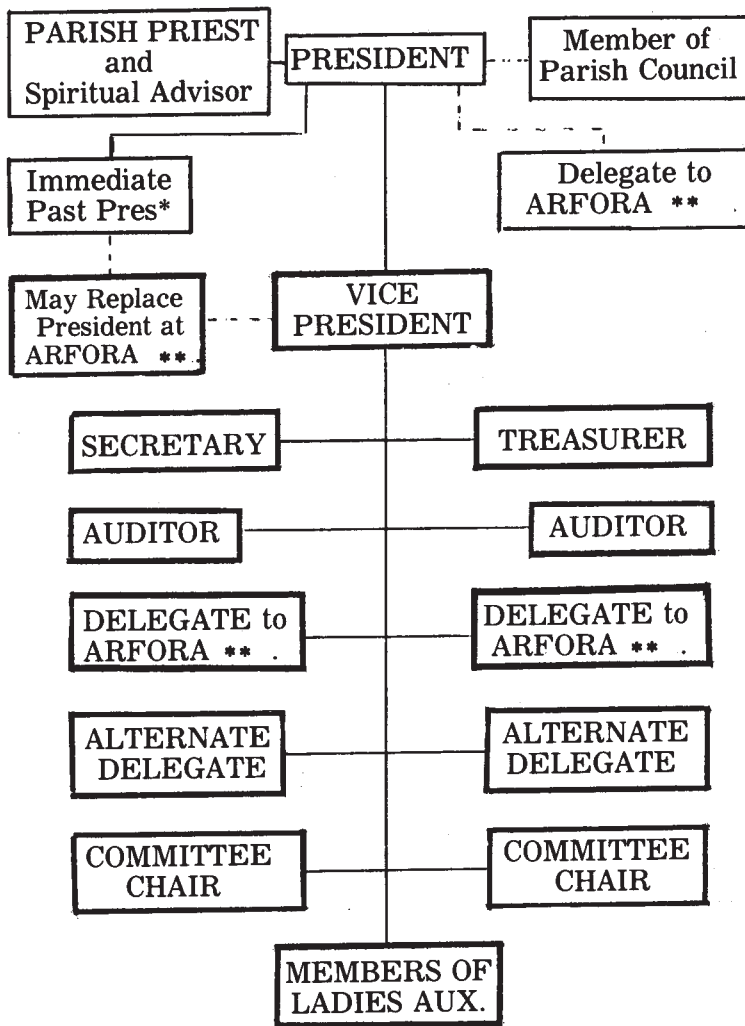 PARISH PRIEST
and
Spiritual Advisor
PRESIDENT
Member of
Parish Council
Immediate
Past Pres*
Delegate to
ARFORA **
May Replace
President at
ARFORA **
VICE
PRESIDENT
SECRETARY
TREASURER
AUDITOR
AUDITOR
DELEGATE to
ARFORA ** .
DELEGATE to
ARFORA ** .
ALTERNATE
DELEGATE
ALTERNATE
DELEGATE
COMMITTEE
CHAIR
COMMITTEE
CHAIR
MEMBERS OF
LADIES AUX.